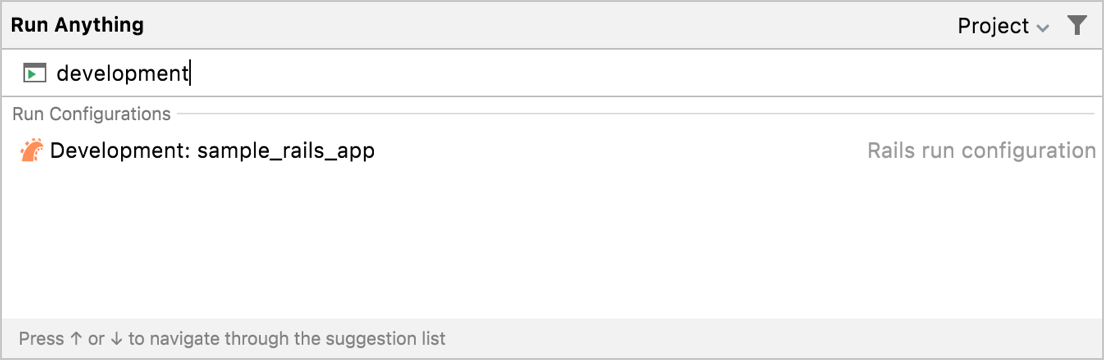 Run Anything Project
development
Run Configurations
Development: sample_rails_app Rails run configuration
Press ↑ or ↓ to navigate through the suggestion list